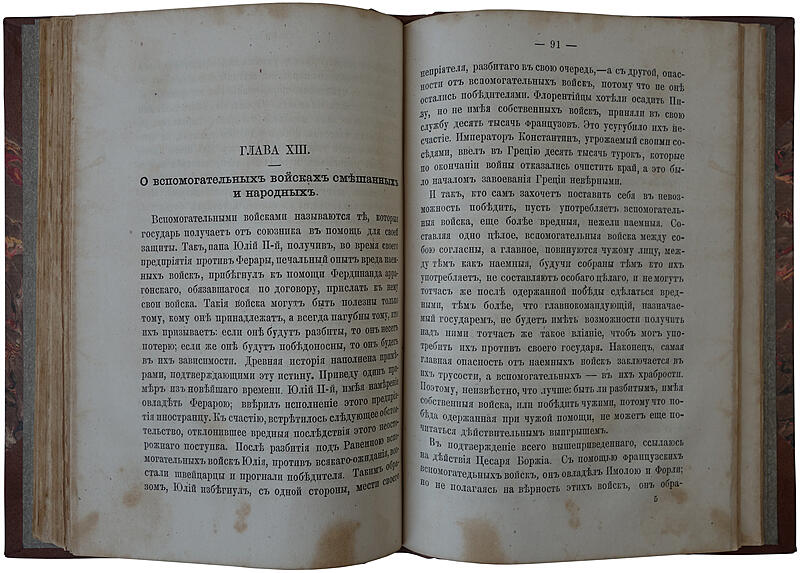 ГЛАВА XIII.
О вспомогательныхъ войскахъ смѣшанныхъ
и народныхъ.
Вспомогательными войсками называются тѣ, которыя
государь получаетъ отъ союзника въ помощь для своей
защиты. Такъ, папа Юлій II-й, получивъ, во время своего
предпріятія противъ Ферары, печальный опытъ вреда наем-
ныхъ войскъ, прибѣгнулъ къ помощи Фердинанда арра-
гонскаго, обязавшагося по договору, прислать къ нему
свои войска. Такія войска могутъ быть полезны только
тому, кому онѣ принадлежатъ, а всегда пагубны тому, кто
ихъ призываетъ: если онѣ будутъ разбиты, то онъ несетъ
потерю; если же онѣ будутъ побѣдоносны, то онъ будетъ
въ ихъ зависимости. Древняя исторія наполнена примѣ-
рами, подтверждающими эту истину. Приведу одинъ при-
мѣръ изъ новѣйшаго времени. Юлій II-й, имѣя намѣреніе
овладѣть Ферарою; ввѣрилъ исполненіе этого предпрія-
тія иностранцу. Къ счастію, встрѣтилось слѣдующее обстоя-
тельство, отклонившее вредныя послѣдствія этого неосто-
рожнаго поступка. Послѣ разбитія подъ Равенною вспо-
могательныхъ войскъ Юлія, противъ всякаго-ожиданія, воз-
стали швейцарцы и прогнали побѣдителя. Такимъ обра-
зомъ, Юлій избѣгнулъ, съ одной стороны, мести своего
— 91 —
непріятеля, разбитаго въ свою очередь,—а съ другой, опас-
ности отъ вспомогательныхъ войскъ, потому что не онѣ
остались побѣдителями. Флорентійцы хотѣли осадить Пи-
зу, но не имѣя собственныхъ войскъ, приняли въ свою
службу десять тысячъ французовъ. Это усугубило ихъ не-
счастіе. Императоръ Константинъ, угрожаемый своими со-
сѣдями, ввелъ въ Грецію десять тысячъ турокъ, которые
по окончаніи войны отказались очистить край, а это бы-
ло началомъ завоеванія Греціи невѣрными.
И такъ, кто самъ захочетъ поставить себя въ невоз-
можность побѣдить, пусть употребляетъ вспомогатель-
ныя войска, еще болѣе вредныя, нежели наемныя. Со-
ставляя одно цѣлое, вспомогательныя войска между со-
бою согласны, а главное, повинуются чужому лицу, меж-
ду тѣмъ какъ наемныя, будучи собраны тѣмъ кто ихъ
употребляетъ, не составляютъ особаго цѣлаго, и не могутъ
тотчасъ же послѣ одержанной побѣды сдѣлаться вред-
ными, тѣмъ болѣе, что главнокомандующій, назначае-
мый государемъ, не будетъ имѣть возможности получить
надъ ними тотчасъ же такое вліяніе, чтобъ могъ упо-
требить ихъ противъ своего государя. Наконецъ, самая
главная опасность отъ наемныхъ войскъ заключается въ
ихъ трусости, а вспомогательныхъ — въ ихъ храбрости.
Поэтому, неизвѣстно, что лучше: быть ли разбитымъ, имѣя
собственныя войска, или побѣдить чужими, потому что по-
бѣда одержанная при чужой помощи, не можегъ еще по-
читаться дѣйствительнымъ выигрышемъ.
Въ подтвержденіе всего вышеприведеннаго, ссылаюсь
на дѣйствія Цесаря Боржіа. Съ помощью французскихъ
вспомогательныхъ войскъ, онъ овладѣлъ Имолою и Форли;
но не полагаясь на вѣрность этихъ войскъ, онъ обра-
5